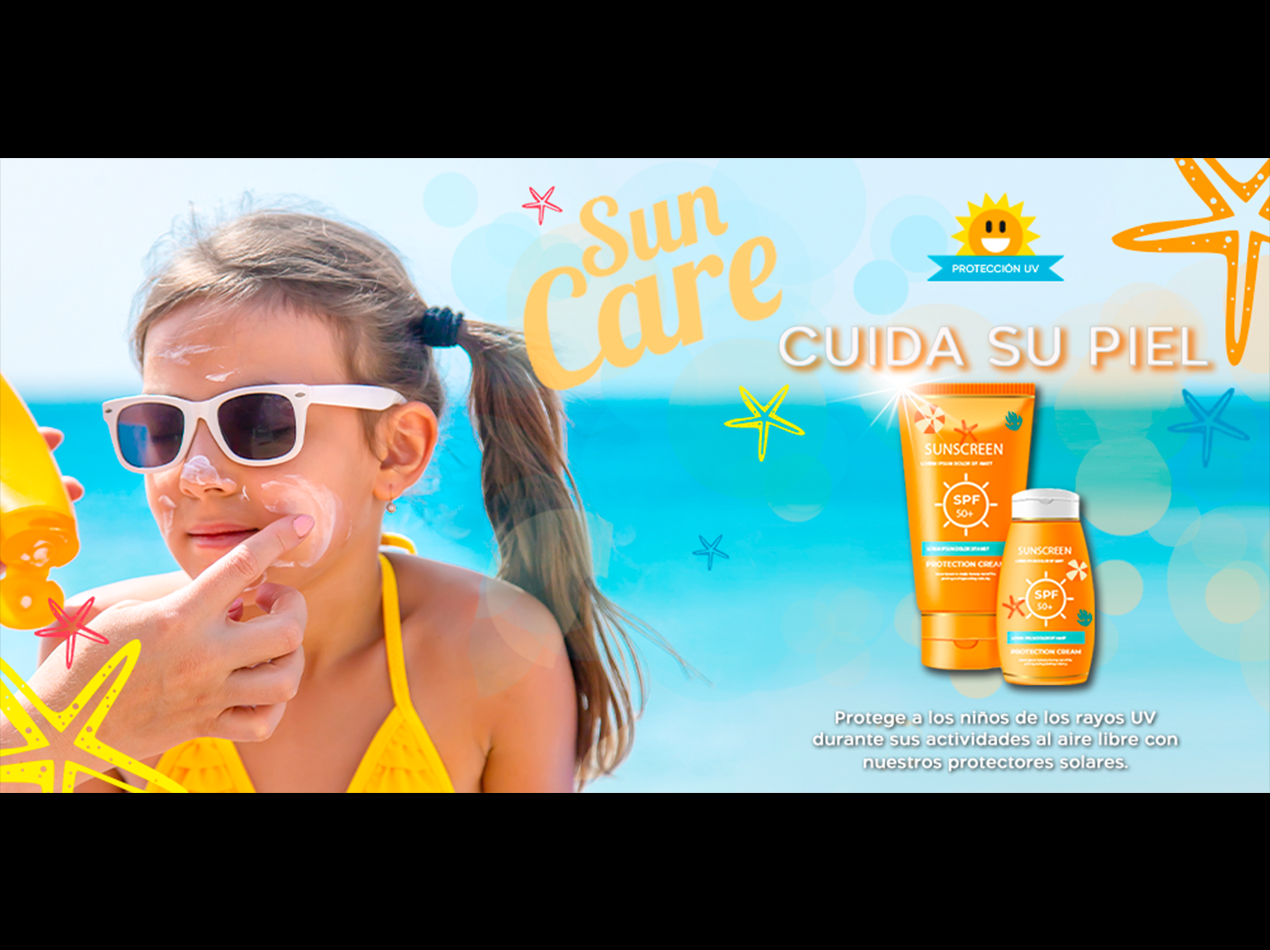 Sun
Care
PROTECCIÓN UV
CUIDA SU PIEL
SUNSCREEN
SPF
50+
PROTECTION CREAM
SUNSCREEN
SPF
50+
PROTECTION CREAM
Protege a los niños de los rayos UV
durante sus actividades al aire libre con
nuestros protectores solares.